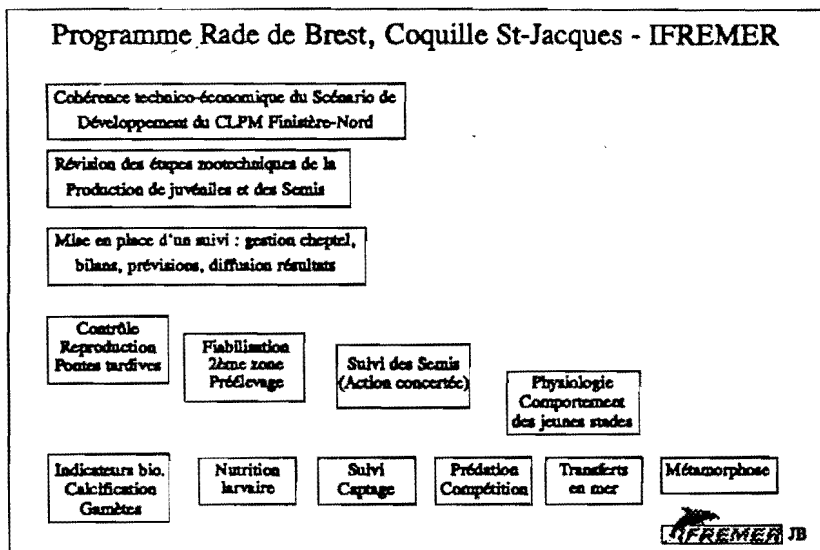 Programme Rade de Brest, Coquille St-Jacques - IFREMER
Cohérence technico-économique du Scénario de
Développement du CLPM Finistère-Nord
Révision des étapes zootechniques de la
Production de juvéniles et des Semis
Mise en place d'un suivi : gestion cheptel,
bilans, prévisions, diffusion résultats
Contrôle
Reproduction
Pontes tardives
Fiabilisation
2ème zone
Préélevage
Suivi des Semis
(Action concertée)
Physiologie
Comportement
des jeunes stades
Indicateurs bio.
Calcification
Gamètes
Nutrition
larvaire
Suivi
Captage
Prédation
Compétition
Transferts
en mer
Métamorphose
IFREMER JB